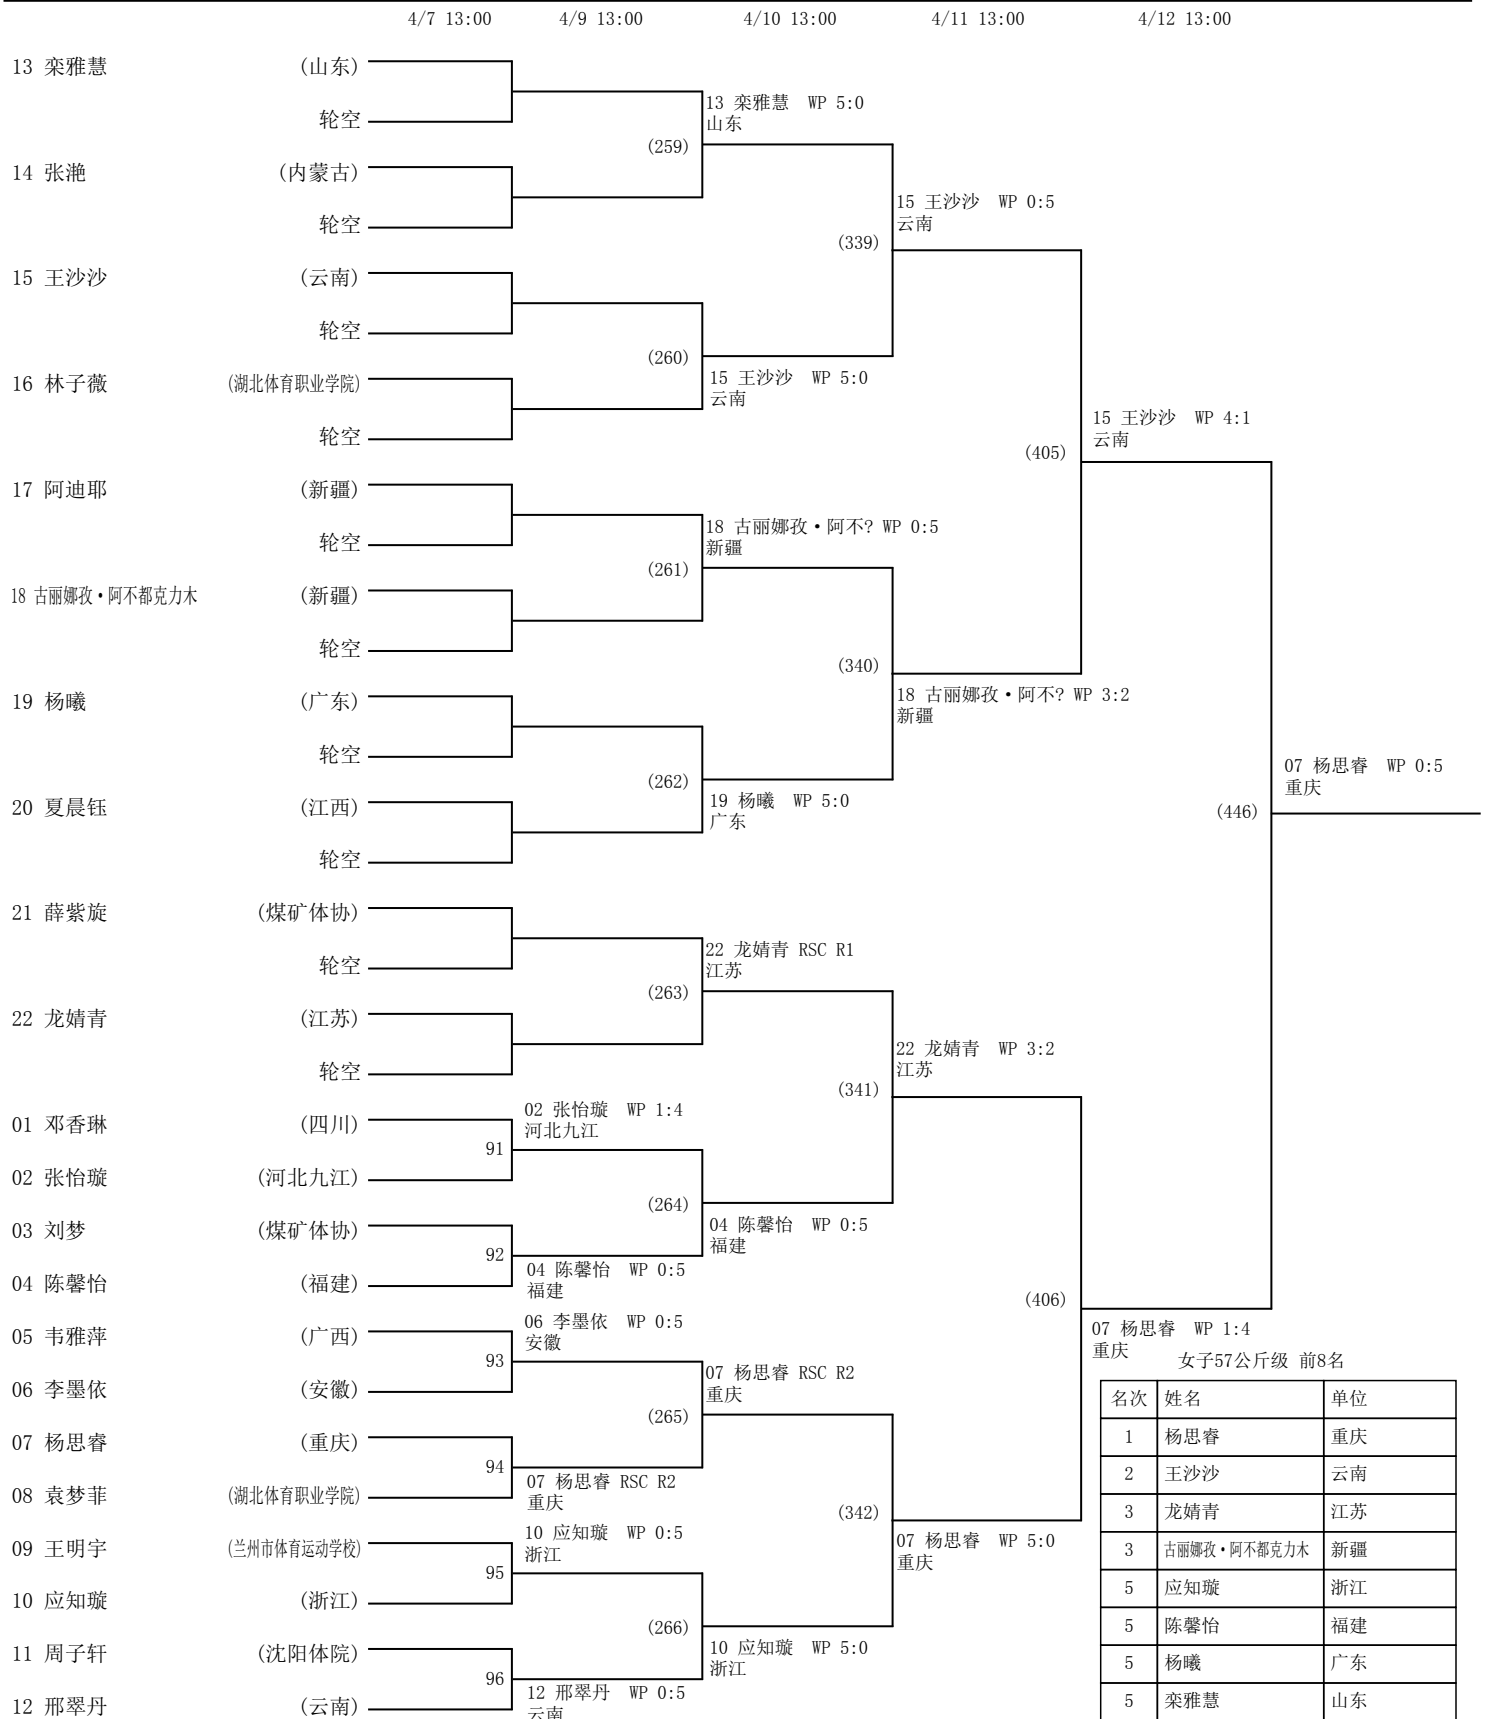 4/7 13:00 4/9 13:00 4/10 13:00 4/11 13:00 4/12 13:00
13 栾雅慧 (山东)
13 栾雅慧 WP 5:0
山东
轮空
(259)
14 张滟 (内蒙古)
15 王沙沙 WP 0:5
云南
轮空
(339)
15 王沙沙 (云南)
轮空
(260)
15 王沙沙 WP 5:0
云南
16 林子薇 (湖北体育职业学院)
15 王沙沙 WP 4:1
云南
轮空
(405)
17 阿迪耶 (新疆)
18 古丽娜孜·阿不? WP 0:5
新疆
轮空
(261)
18 古丽娜孜·阿不都克力木 (新疆)
轮空
(340)
18 古丽娜孜·阿不? WP 3:2
新疆
19 杨曦 (广东)
轮空
07 杨思睿 WP 0:5
重庆
(262)
19 杨曦 WP 5:0
广东
20 夏晨钰 (江西)
(446)
轮空
21 薛紫旋 (煤矿体协)
22 龙婧青 RSC R1
江苏
轮空
(263)
22 龙婧青 (江苏)
22 龙婧青 WP 3:2
江苏
轮空
(341)
02 张怡璇 WP 1:4
河北九江
01 邓香琳 (四川)
91
02 张怡璇 (河北九江)
(264)
04 陈馨怡 WP 0:5
福建
03 刘梦 (煤矿体协)
92
04 陈馨怡 WP 0:5
福建
04 陈馨怡 (福建)
(406)
06 李墨依 WP 0:5
安徽
07 杨思睿 WP 1:4
重庆
05 韦雅萍 (广西)
93
07 杨思睿 RSC R2
重庆
06 李墨依 (安徽)
(265)
07 杨思睿 (重庆)
94
07 杨思睿 RSC R2
重庆
08 袁梦菲 (湖北体育职业学院)
(342)
10 应知璇 WP 0:5
浙江
07 杨思睿 WP 5:0
重庆
09 王明宇 (兰州市体育运动学校)
95
10 应知璇 (浙江)
(266)
10 应知璇 WP 5:0
浙江
11 周子轩 (沈阳体院)
96
12 邢翠丹 WP 0:5
云南
12 邢翠丹 (云南)
女子57公斤级 前8名
名次 姓名 单位
1 杨思睿 重庆
2 王沙沙 云南
3 龙婧青 江苏
3 古丽娜孜·阿不都克力木 新疆
5 应知璇 浙江
5 陈馨怡 福建
5 杨曦 广东
5 栾雅慧 山东